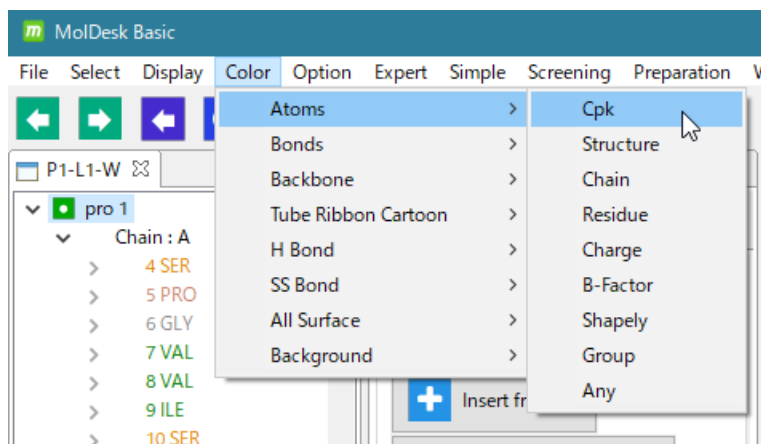 MolDesk Basic
File Select Display Color Option Expert Simple Screening Preparation
P1-L1-W
pro 1
Chain : A
4 SER
5 PRO
6 GLY
7 VAL
8 VAL
9 ILE
10 SER
Atoms
Bonds
Backbone
Tube Ribbon Cartoon
H Bond
SS Bond
All Surface
Background
Cpk
Structure
Chain
Residue
Charge
B-Factor
Shapely
Group
Any
Insert fr